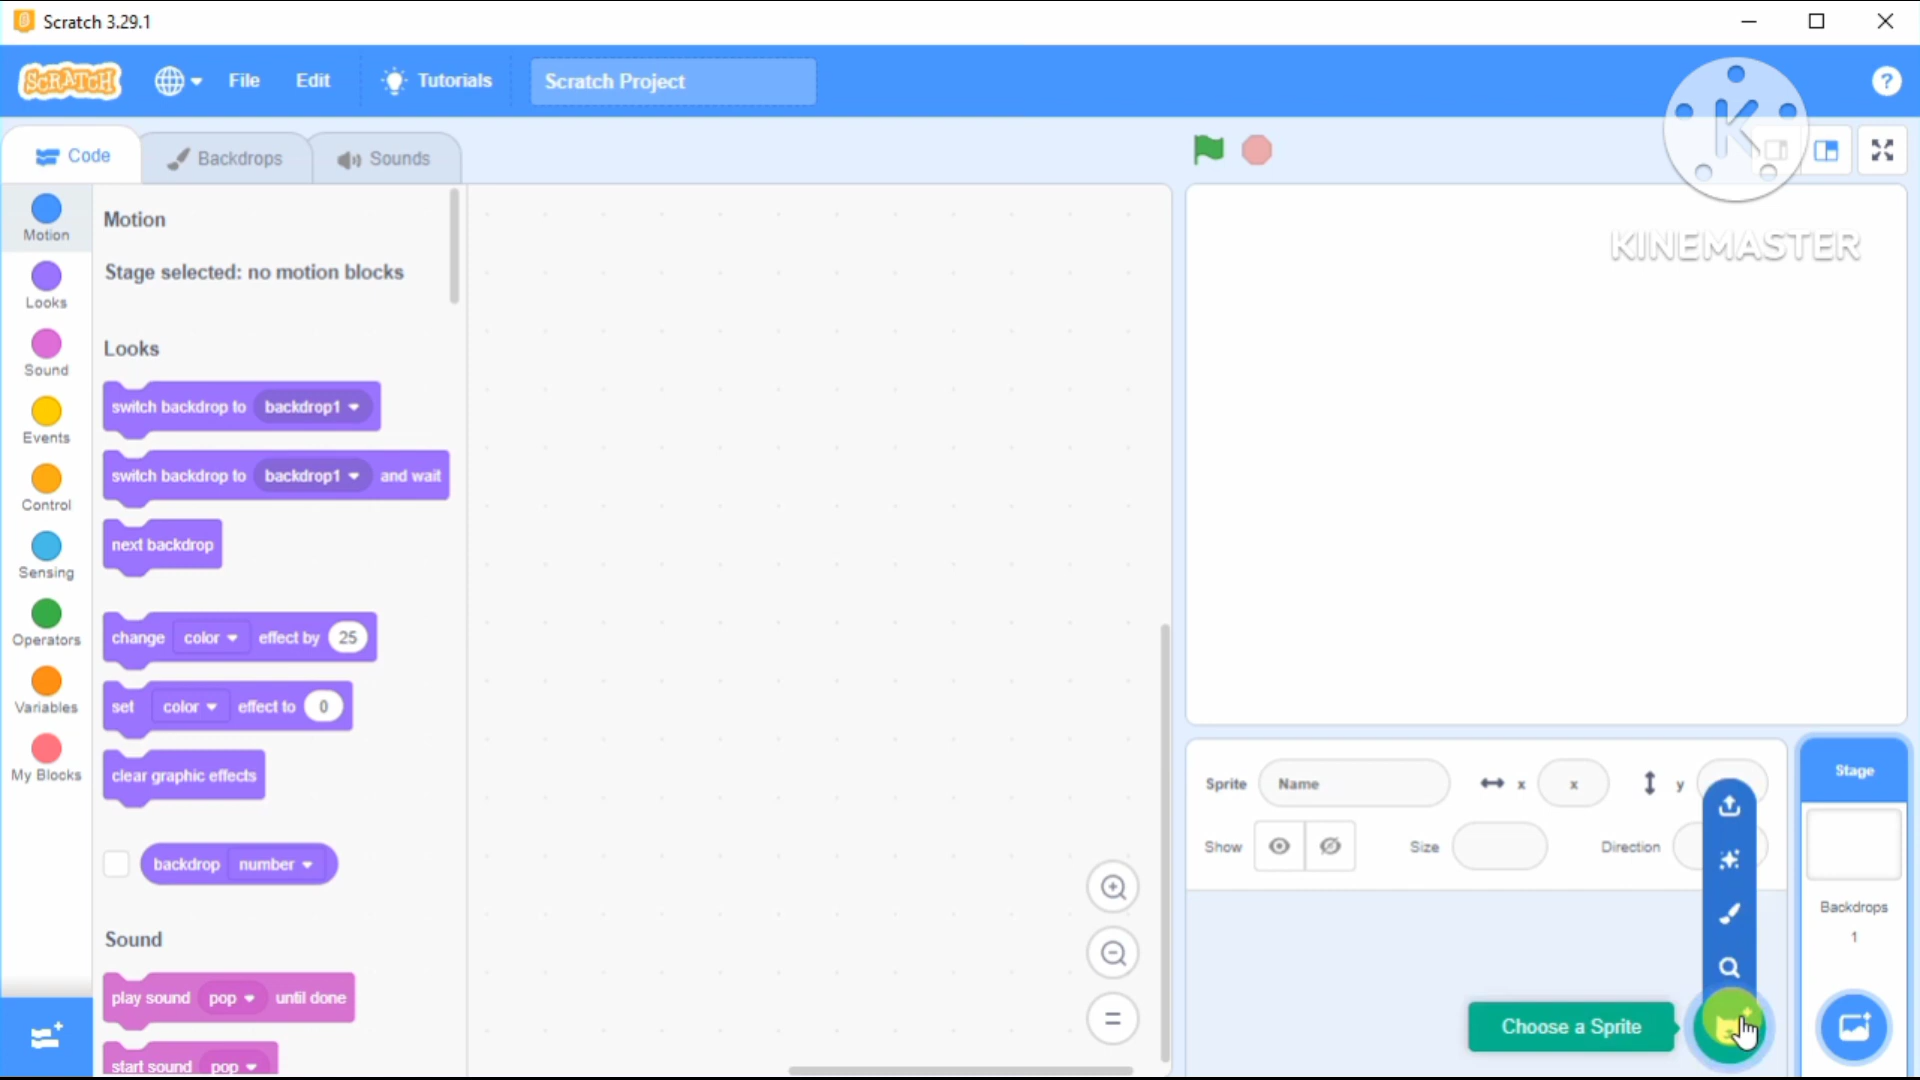 Scratch 3.29.1
SCRATCH
File
Edit
Tutorials
Scratch Project
?
K
KINEMASTER
Code
Backdrops
Sounds
Motion
Looks
Sound
Events
Control
Sensing
Operators
Variables
My Blocks
Motion
Stage selected: no motion blocks
Looks
switch backdrop to backdrop1
switch backdrop to backdrop1 and wait
next backdrop
change color effect by 25
set color effect to 0
clear graphic effects
backdrop number
Sound
play sound pop until done
start sound pop
Sprite Name x x y
Show Size Direction
Choose a Sprite
Stage
Backdrops
1